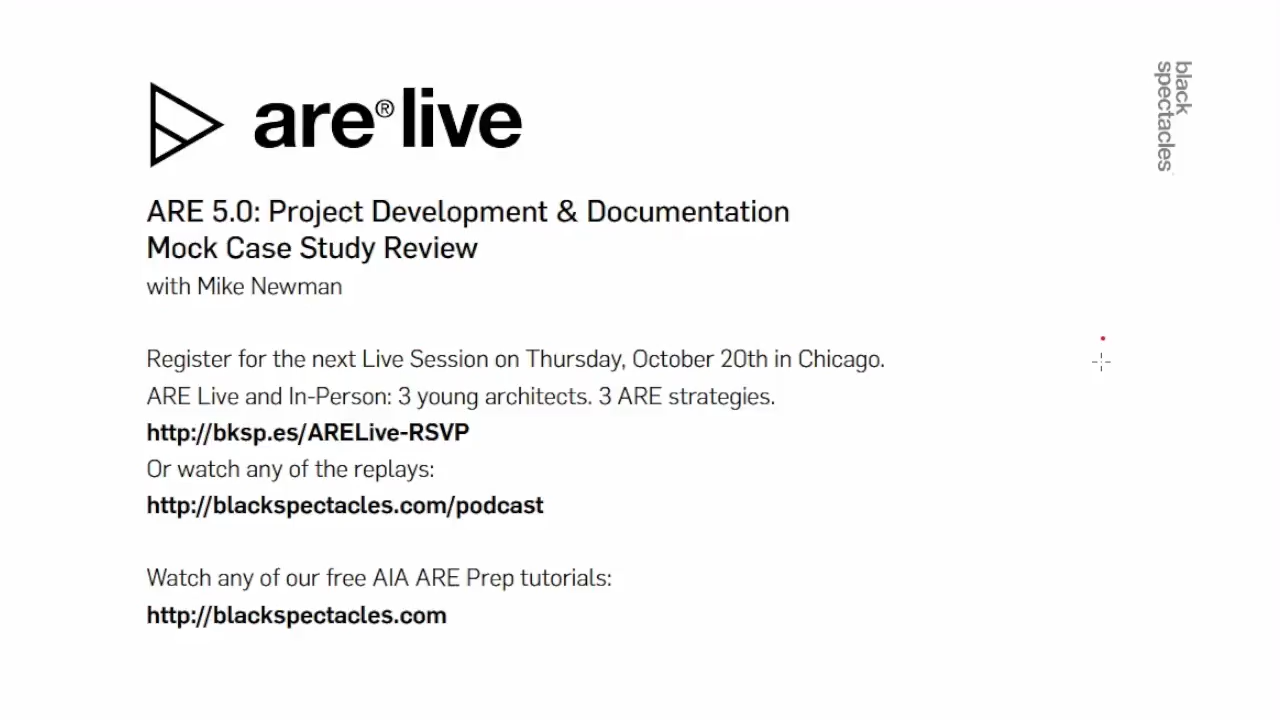 are® live
black
spectacles
ARE 5.0: Project Development & Documentation
Mock Case Study Review
with Mike Newman
Register for the next Live Session on Thursday, October 20th in Chicago.
ARE Live and In-Person: 3 young architects. 3 ARE strategies.
http://bksp.es/ARELive-RSVP
Or watch any of the replays:
http://blackspectacles.com/podcast
Watch any of our free AIA ARE Prep tutorials:
http://blackspectacles.com